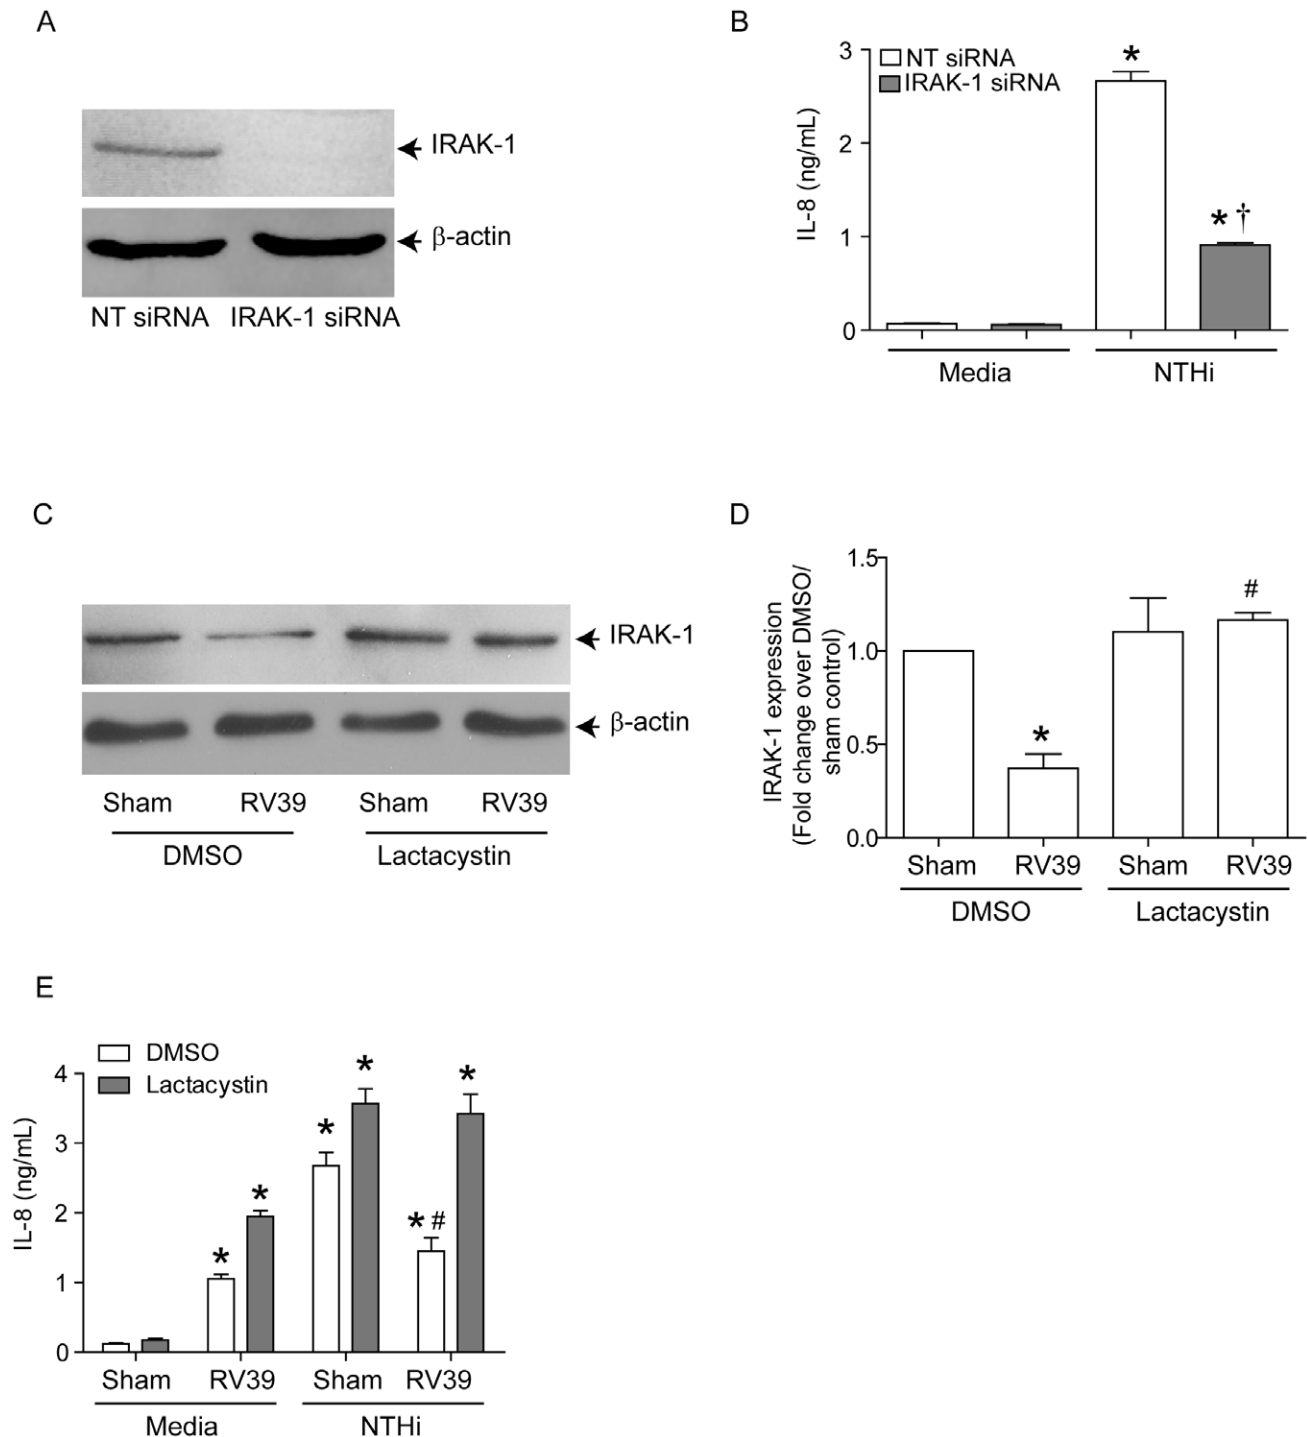 A
IRAK-1
β-actin
NT siRNA IRAK-1 siRNA
B
NT siRNA
IRAK-1 siRNA
IL-8 (ng/mL)
3
2
1
0
*
* †
Media NTHi
C
IRAK-1
β-actin
Sham RV39 Sham RV39
DMSO Lactacystin
D
IRAK-1 expression
(Fold change over DMSO/
sham control)
1.5
1.0
0.5
0.0
*
#
Sham RV39 Sham RV39
DMSO Lactacystin
E
DMSO
Lactacystin
IL-8 (ng/mL)
4
3
2
1
0
*
*
*
*
* #
*
Sham RV39 Sham RV39
Media NTHi